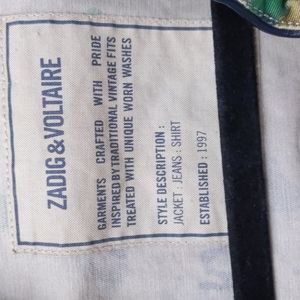 ZADIG & VOLTAIRE
GARMENTS CRAFTED WITH PRIDE
INSPIRED BY TRADITIONAL VINTAGE FITS
TREATED WITH UNIQUE WORN WASHES
STYLE DESCRIPTION :
JACKET : JEANS : SHIRT
ESTABLISHED : 1997